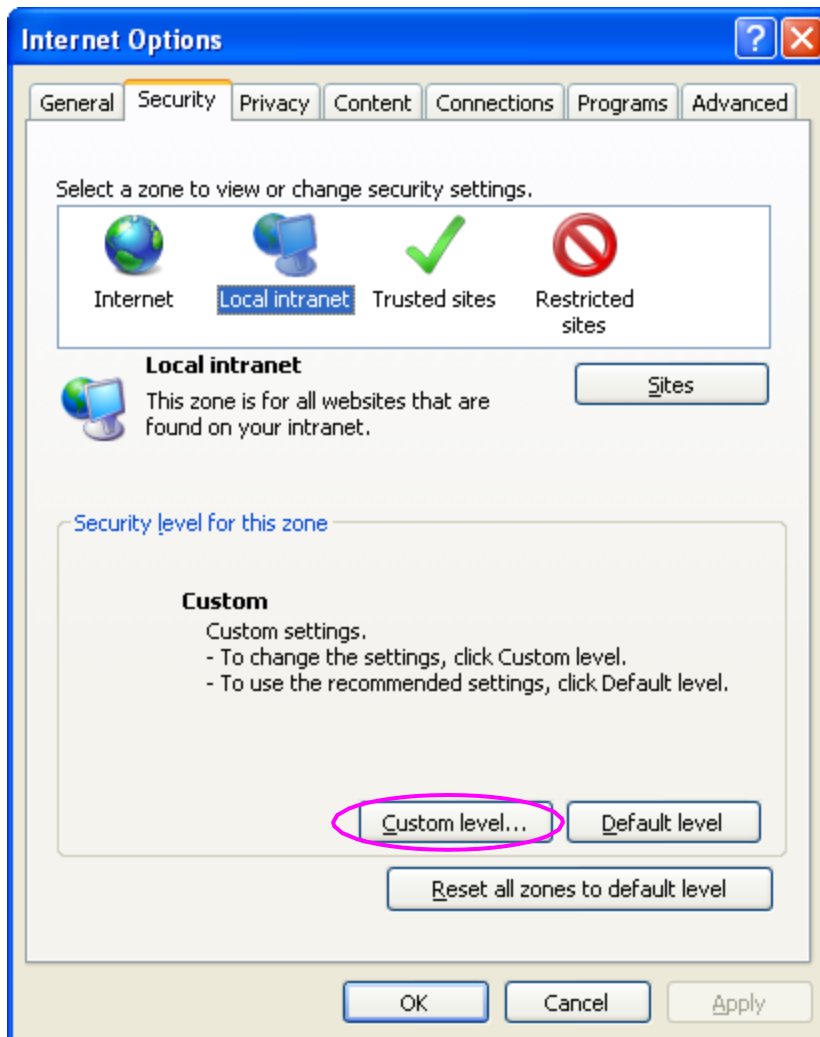 Internet Options
General Security Privacy Content Connections Programs Advanced
Select a zone to view or change security settings.
Internet Local intranet Trusted sites Restricted
sites
Local intranet
Sites
This zone is for all websites that are
found on your intranet.
Security level for this zone
Custom
Custom settings.
- To change the settings, click Custom level.
- To use the recommended settings, click Default level.
Custom level... Default level
Reset all zones to default level
OK Cancel Apply